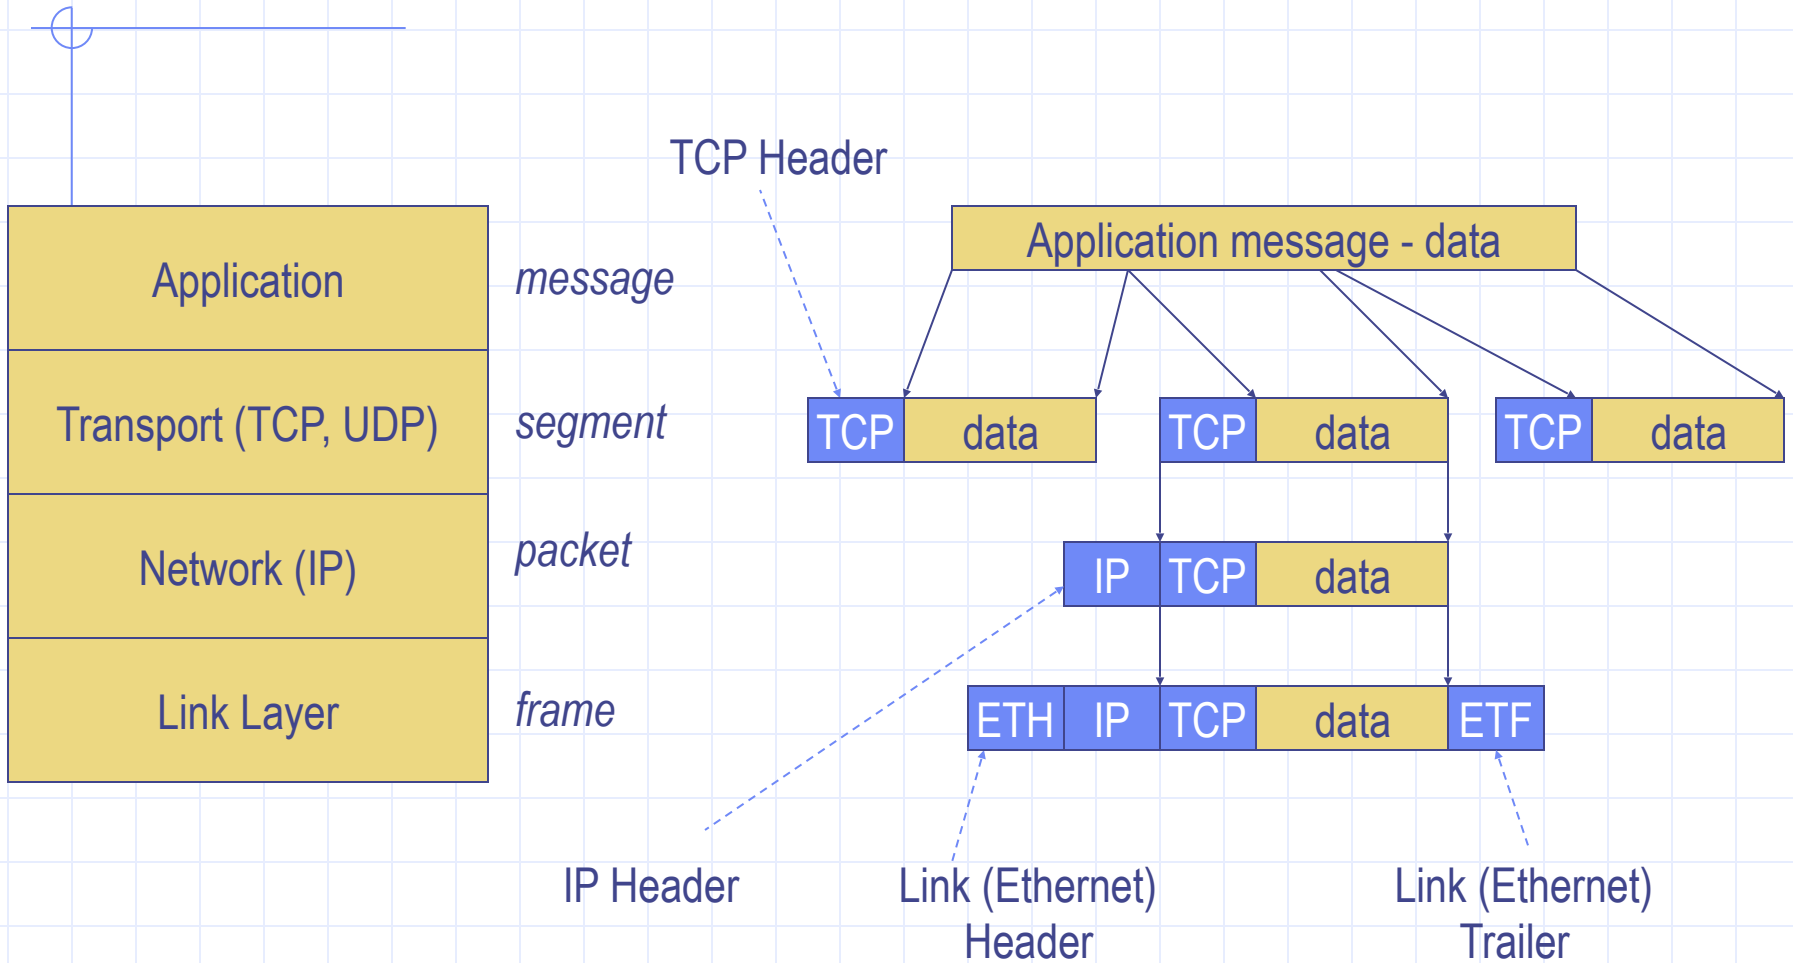 TCP Header
Application message - data
Application
message
Transport (TCP, UDP)
segment
TCP data TCP data TCP data
Network (IP)
packet
IP TCP data
Link Layer
frame
ETH IP TCP data ETF
IP Header
Link (Ethernet)
Header
Link (Ethernet)
Trailer